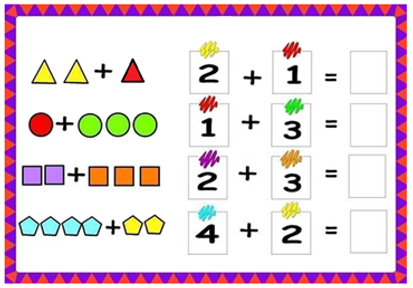 + 2 + 1 =
+ 1 + 3 =
+ 2 + 3 =
+ 4 + 2 =